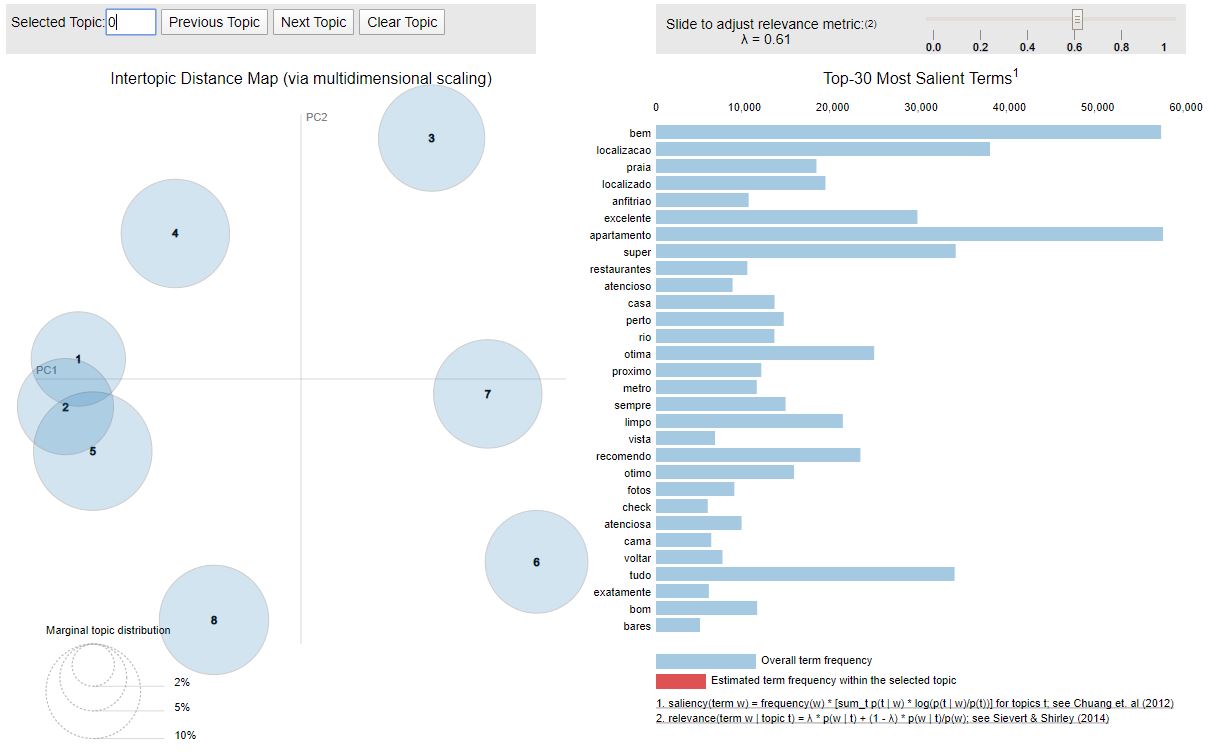 Selected Topic: 0 Previous Topic Next Topic Clear Topic
Slide to adjust relevance metric:(2)
λ = 0.61
0.0 0.2 0.4 0.6 0.8 1
Intertopic Distance Map (via multidimensional scaling)
PC2
3
4
1
PC1
2
7
5
6
8
Marginal topic distribution
2%
5%
10%
Top-30 Most Salient Terms1
0 10,000 20,000 30,000 40,000 50,000 60,000
bem
localizacao
praia
localizado
anfitriao
excelente
apartamento
super
restaurantes
atencioso
casa
perto
rio
otima
proximo
metro
sempre
limpo
vista
recomendo
otimo
fotos
check
atenciosa
cama
voltar
tudo
exatamente
bom
bares
Overall term frequency
Estimated term frequency within the selected topic
1. saliency(term w) = frequency(w) * [sum_t p(t | w) * log(p(t | w)/p(t))] for topics t; see Chuang et. al (2012)
2. relevance(term w | topic t) = λ * p(w | t) + (1 - λ) * p(w | t)/p(w); see Sievert & Shirley (2014)